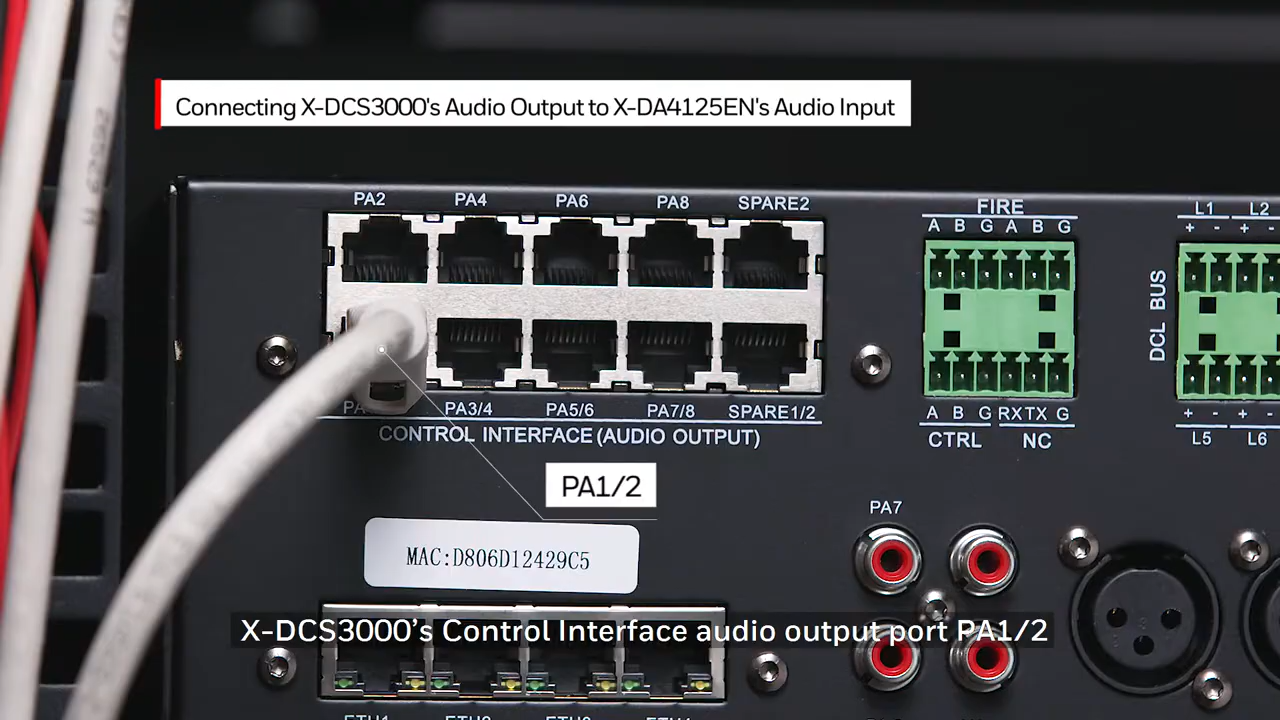 Connecting X-DCS3000's Audio Output to X-DA4125EN's Audio Input
PA2 PA4 PA6 PA8 SPARE2
FIRE
A B G A B G
L1 L2
+ - + -
DCL BUS
PA3/4 PA5/6 PA7/8 SPARE1/2
CONTROL INTERFACE (AUDIO OUTPUT)
A B G RX TX G
CTRL NC
+ - + -
L5 L6
PA1/2
PA7
MAC:D806D12429C5
X-DCS3000’s Control Interface audio output port PA1/2